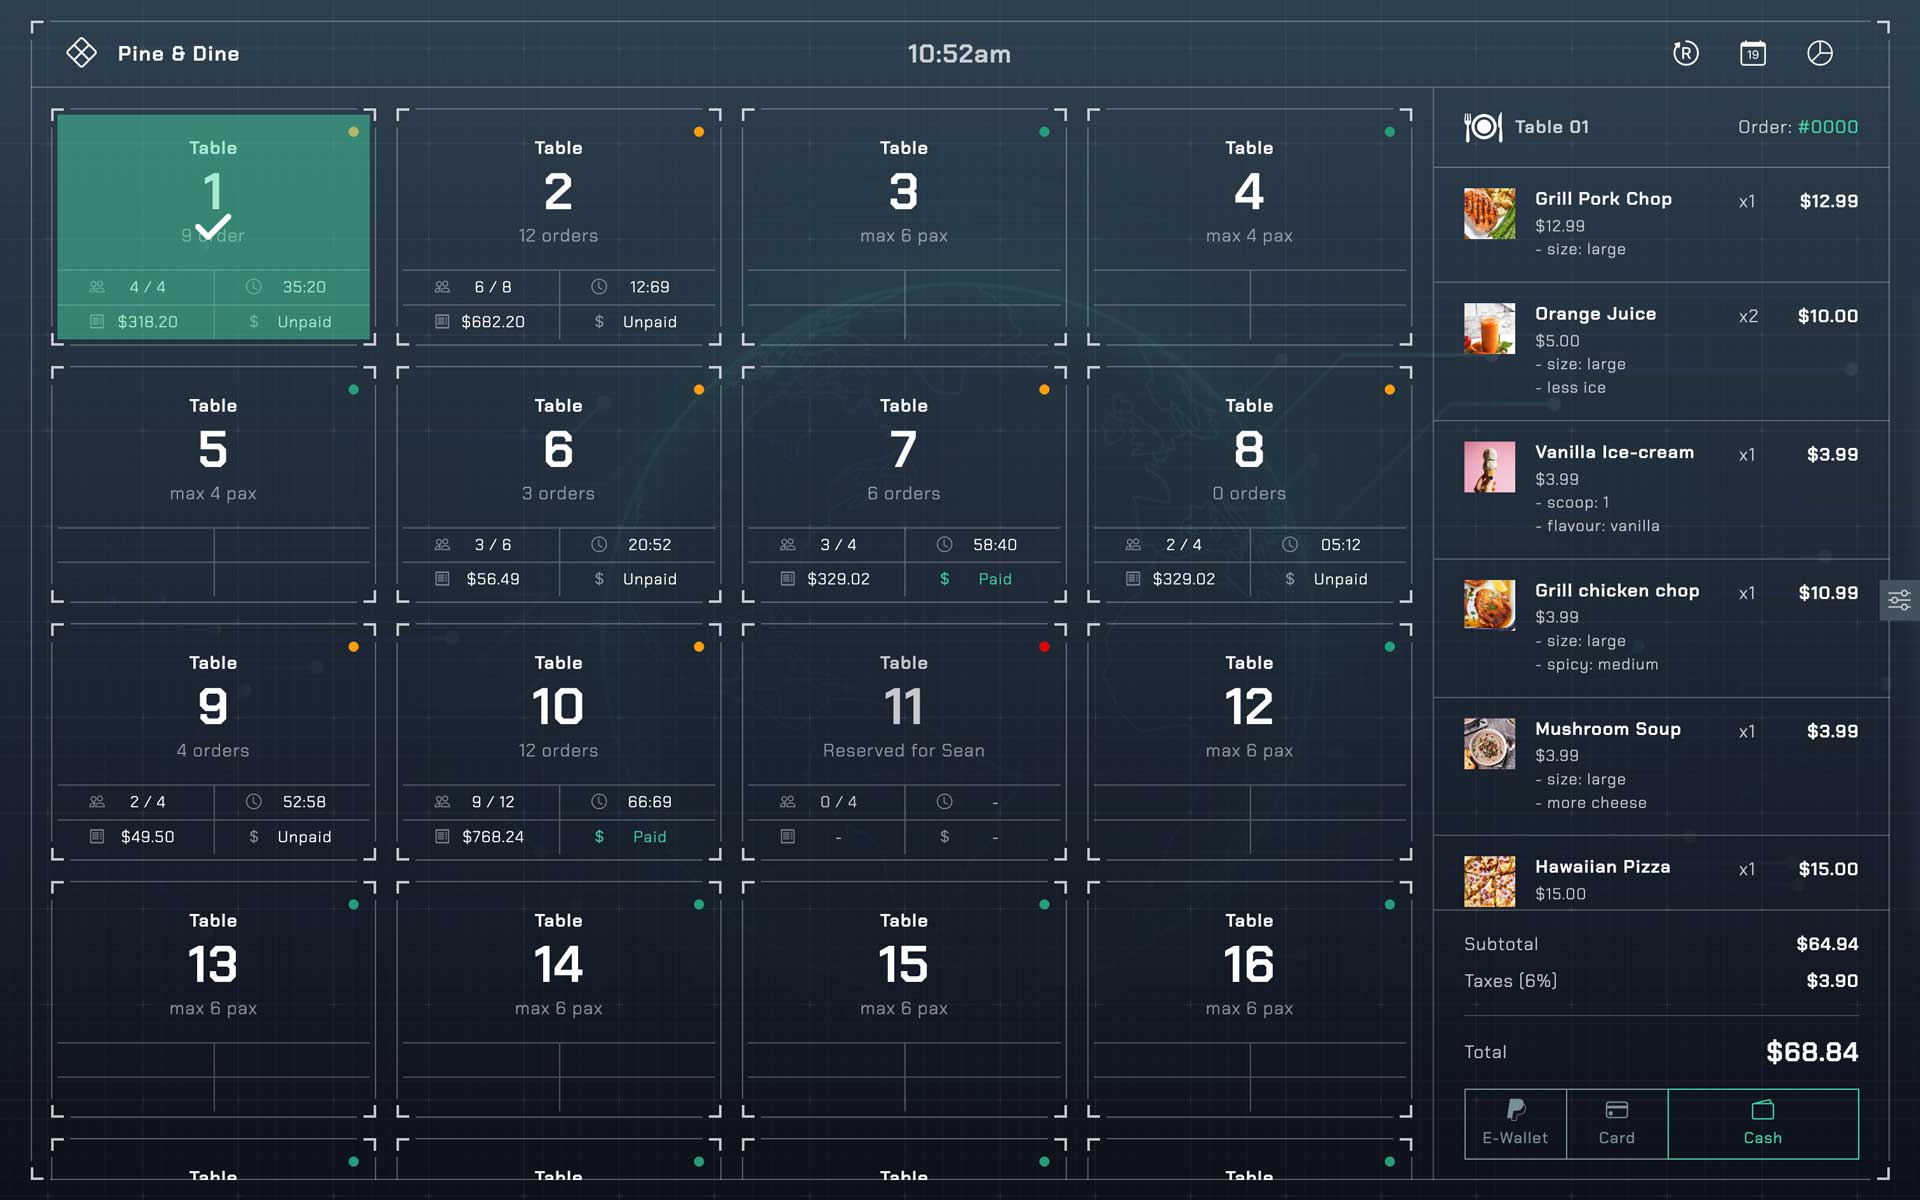 Pine & Dine
10:52am
R
19
Table
1
9 order
4 / 4
35:20
$318.20
$
Unpaid
Table
2
12 orders
6 / 8
12:69
$682.20
$
Unpaid
Table
3
max 6 pax
Table
4
max 4 pax
Table
5
max 4 pax
Table
6
3 orders
3 / 6
20:52
$56.49
$
Unpaid
Table
7
6 orders
3 / 4
58:40
$329.02
$
Paid
Table
8
0 orders
2 / 4
05:12
$329.02
$
Unpaid
Table
9
4 orders
2 / 4
52:58
$49.50
$
Unpaid
Table
10
12 orders
9 / 12
66:69
$768.24
$
Paid
Table
11
Reserved for Sean
0 / 4
-
-
$
-
Table
12
max 6 pax
Table
13
max 6 pax
Table
14
max 6 pax
Table
15
max 6 pax
Table
16
max 6 pax
Table
Table
Table
Table
Table 01
Order: #0000
Grill Pork Chop x1 $12.99
$12.99
- size: large
Orange Juice x2 $10.00
$5.00
- size: large
- less ice
Vanilla Ice-cream x1 $3.99
$3.99
- scoop: 1
- flavour: vanilla
Grill chicken chop x1 $10.99
$3.99
- size: large
- spicy: medium
Mushroom Soup x1 $3.99
$3.99
- size: large
- more cheese
Hawaiian Pizza x1 $15.00
$15.00
Subtotal $64.94
Taxes (6%) $3.90
Total $68.84
E-Wallet
Card
Cash